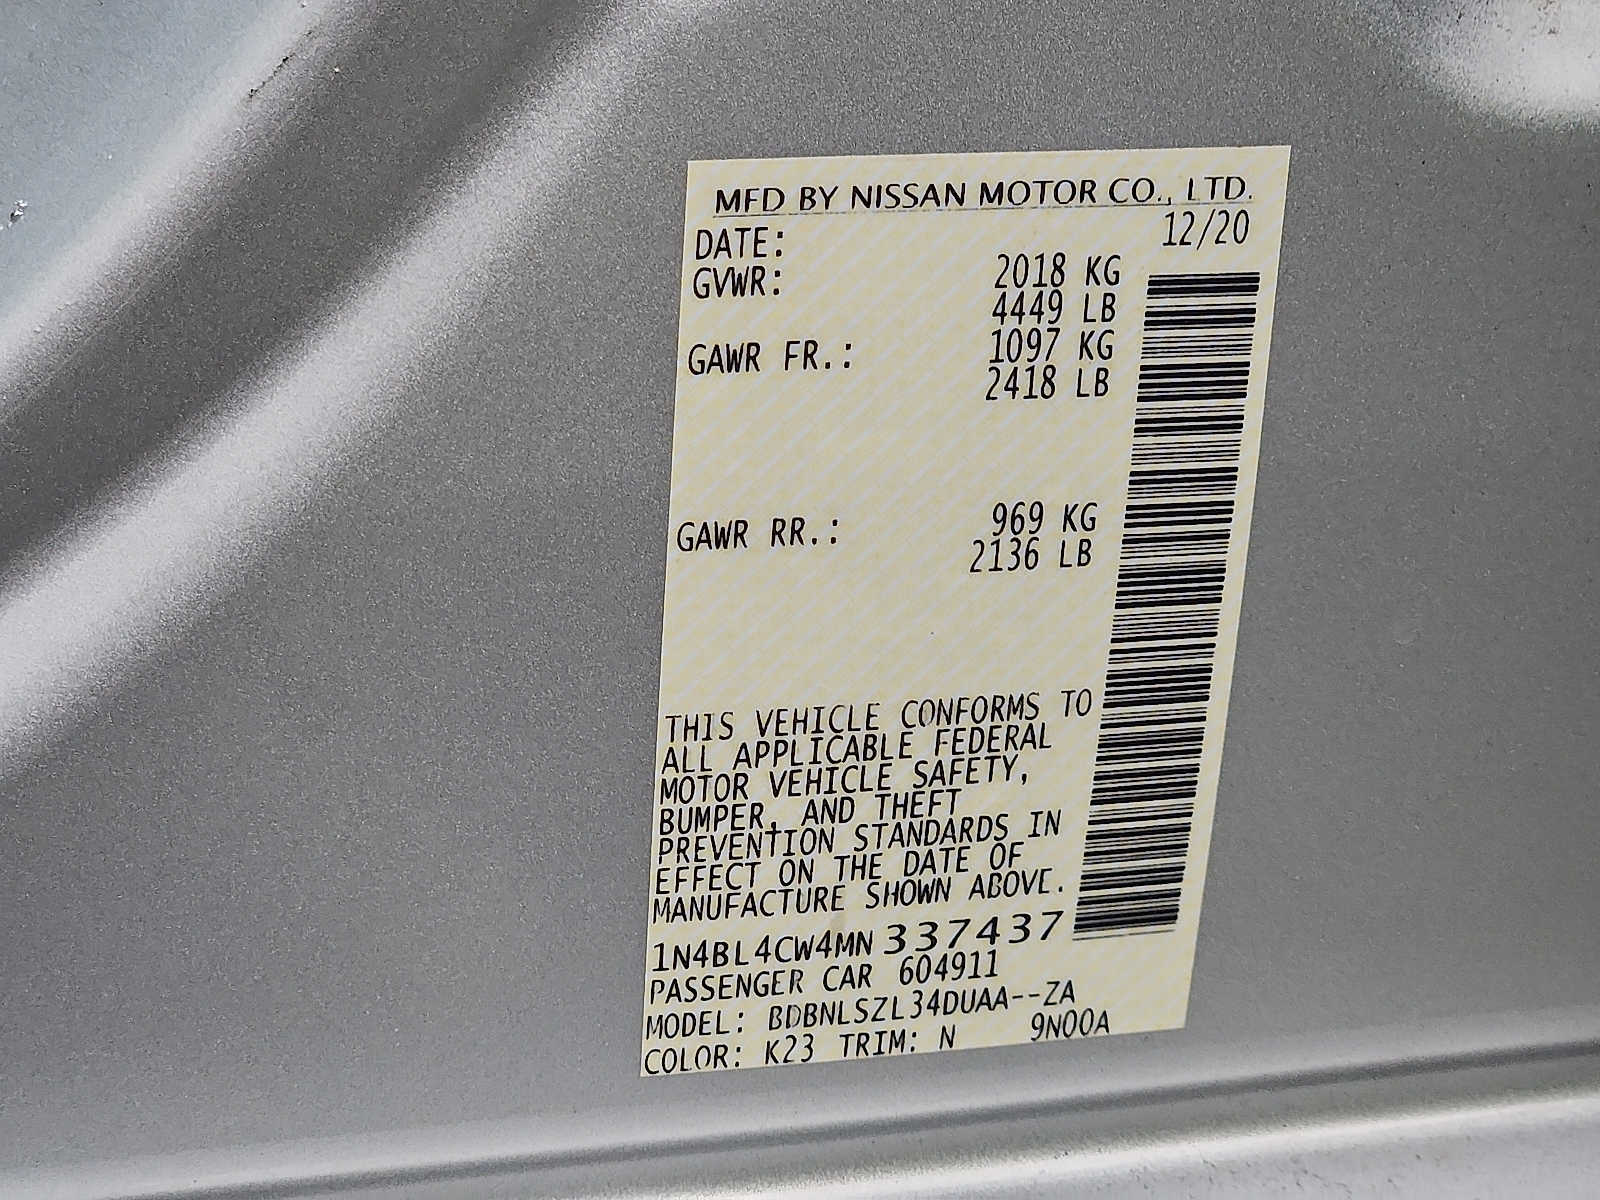 MFD BY NISSAN MOTOR CO., LTD.
DATE: 12/20
GVWR: 2018 KG
4449 LB
GAWR FR.: 1097 KG
2418 LB
GAWR RR.: 969 KG
2136 LB
THIS VEHICLE CONFORMS TO
ALL APPLICABLE FEDERAL
MOTOR VEHICLE SAFETY,
BUMPER, AND THEFT
PREVENTION STANDARDS IN
EFFECT ON THE DATE OF
MANUFACTURE SHOWN ABOVE.
1N4BL4CW4MN337437
PASSENGER CAR 604911
MODEL: BDBNLSZL34DUAA--ZA
COLOR: K23 TRIM: N 9N00A